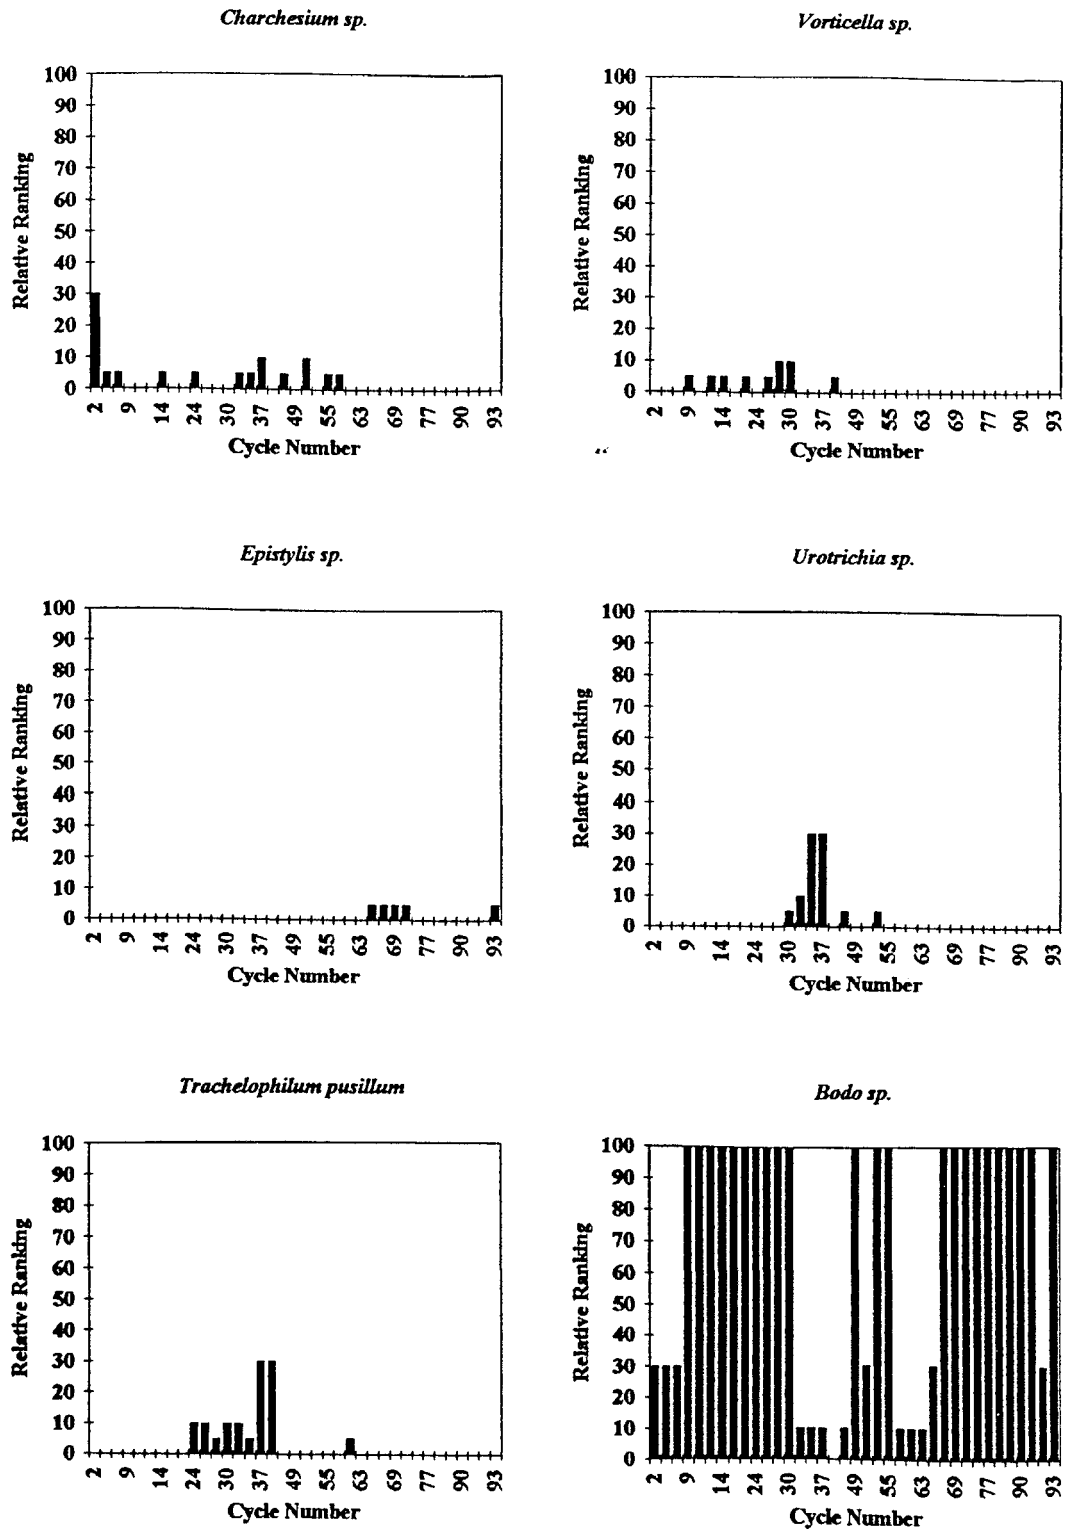 Charchesium sp.
100
90
80
70
60
50
40
30
20
10
0
Relative Ranking
2 9 14 24 30 37 49 55 63 69 77 90 93
Cycle Number
Vorticella sp.
100
90
80
70
60
50
40
30
20
10
0
Relative Ranking
2 9 14 24 30 37 49 55 63 69 77 90 93
Cycle Number
Epistylis sp.
100
90
80
70
60
50
40
30
20
10
0
Relative Ranking
2 9 14 24 30 37 49 55 63 69 77 90 93
Cycle Number
Urotrichia sp.
100
90
80
70
60
50
40
30
20
10
0
Relative Ranking
2 9 14 24 30 37 49 55 63 69 77 90 93
Cycle Number
Trachelophilum pusillum
100
90
80
70
60
50
40
30
20
10
0
Relative Ranking
2 9 14 24 30 37 49 55 63 69 77 90 93
Cycle Number
Bodo sp.
100
90
80
70
60
50
40
30
20
10
0
Relative Ranking
2 9 14 24 30 37 49 55 63 69 77 90 93
Cycle Number